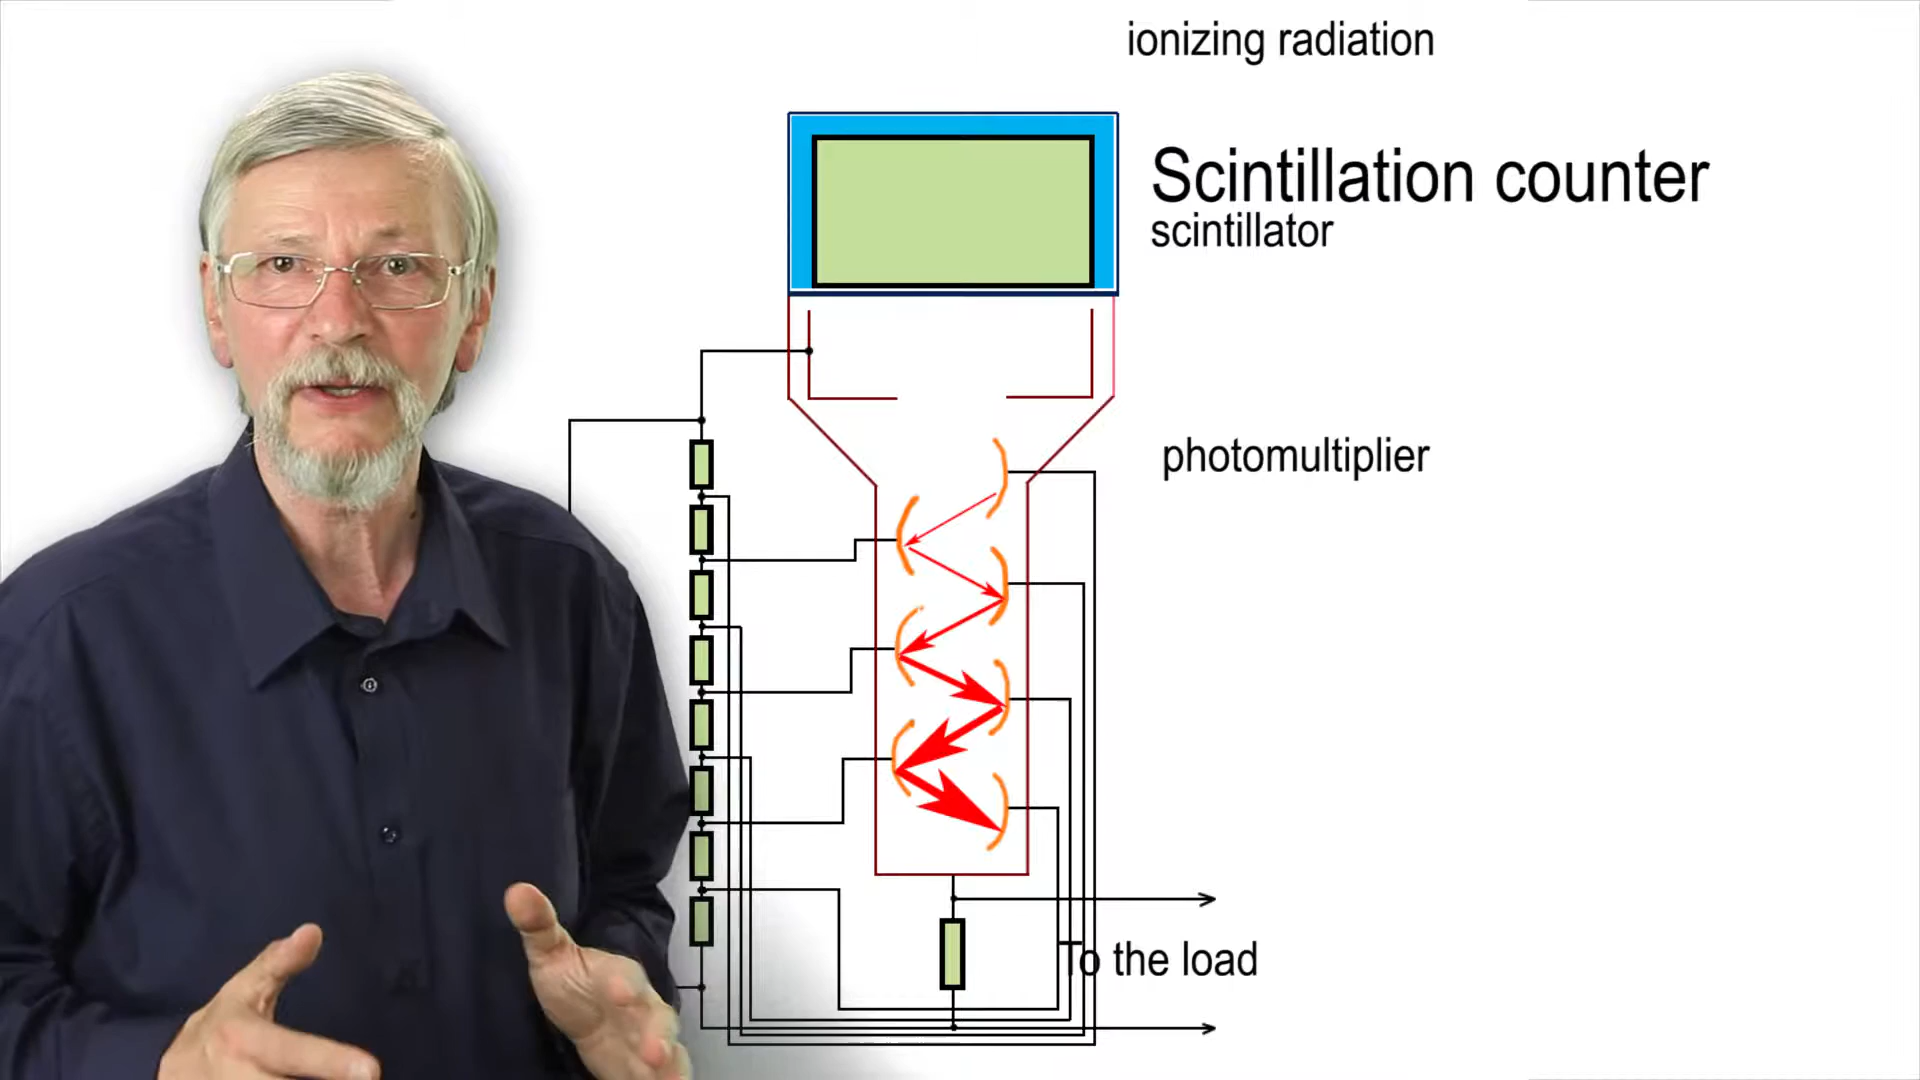 ionizing radiation
Scintillation counter
scintillator
photomultiplier
To the load